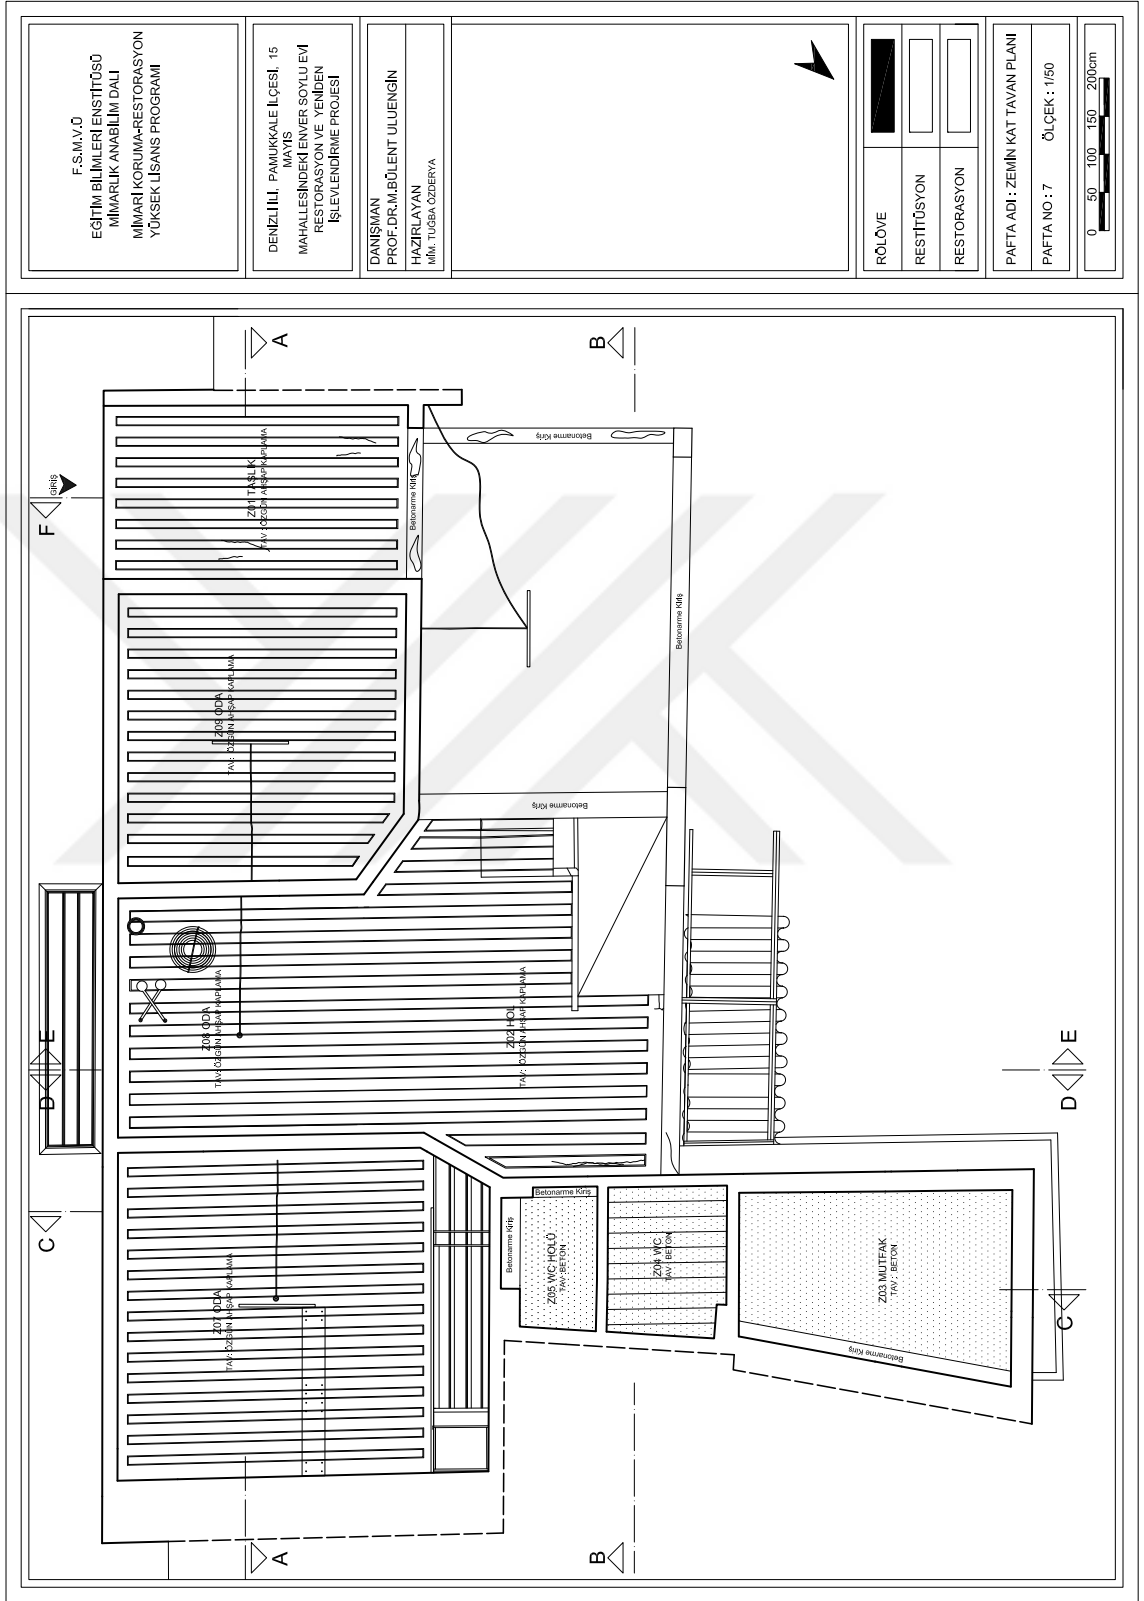 F.S.M.V.Ü
EĞİTİM BİLİMLERİ ENSTİTÜSÜ
MİMARLIK ANABİLİM DALI
MİMARİ KORUMA-RESTORASYON
YÜKSEK LİSANS PROGRAMI
DENİZLİ İLİ, PAMUKKALE İLÇESİ, 15
MAYIS
MAHALLESİNDEKİ ENVER SOYLU EVİ
RESTORASYON VE YENİDEN
İŞLEVLENDİRME PROJESİ
DANIŞMAN
PROF.DR.M.BÜLENT ULUENGİN
HAZIRLAYAN
MİM. TUĞBA ÖZDERYA
RÖLÖVE
RESTİTÜSYON
RESTORASYON
PAFTA ADI : ZEMİN KAT TAVAN PLANI
PAFTA NO : 7 ÖLÇEK : 1/50
0 50 100 150 200cm
A
B
F
GİRİŞ
Z01 TAŞLIK
TAV : ÖZGÜN AHŞAP KAPLAMA
Betonarme Kiriş
Betonarme Kiriş
Betonarme Kiriş
Z09 ODA
TAV: ÖZGÜN AHŞAP KAPLAMA
Betonarme Kiriş
Z08 ODA
TAV: ÖZGÜN AHŞAP KAPLAMA
Z02 HOL
TAV: ÖZGÜN AHŞAP KAPLAMA
E
D
E
D
C
Z07 ODA
TAV: ÖZGÜN AHŞAP KAPLAMA
Betonarme Kiriş
Betonarme Kiriş
Z05 WC HOLÜ
TAV: BETON
Z04 WC
TAV : BETON
Z03 MUTFAK
TAV : BETON
Betonarme Kiriş
C
A
B